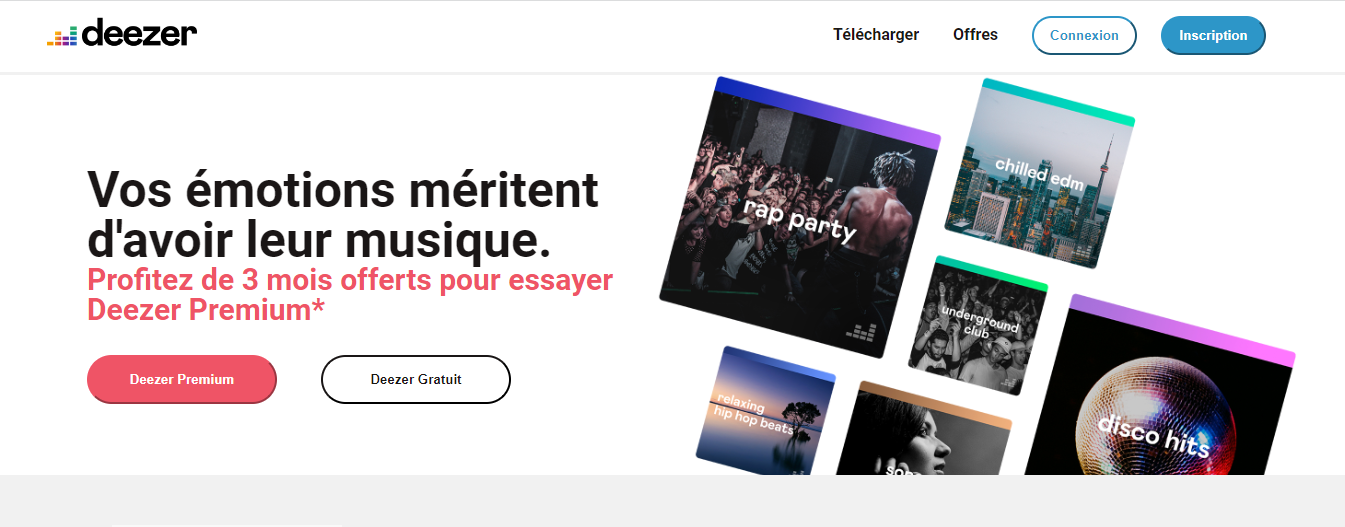 deezer
Télécharger
Offres
Connexion
Inscription
Vos émotions méritent
d'avoir leur musique.
Profitez de 3 mois offerts pour essayer
Deezer Premium*
Deezer Premium
Deezer Gratuit
rap party
chilled edm
underground
club
relaxing
hip hop beats
disco hits